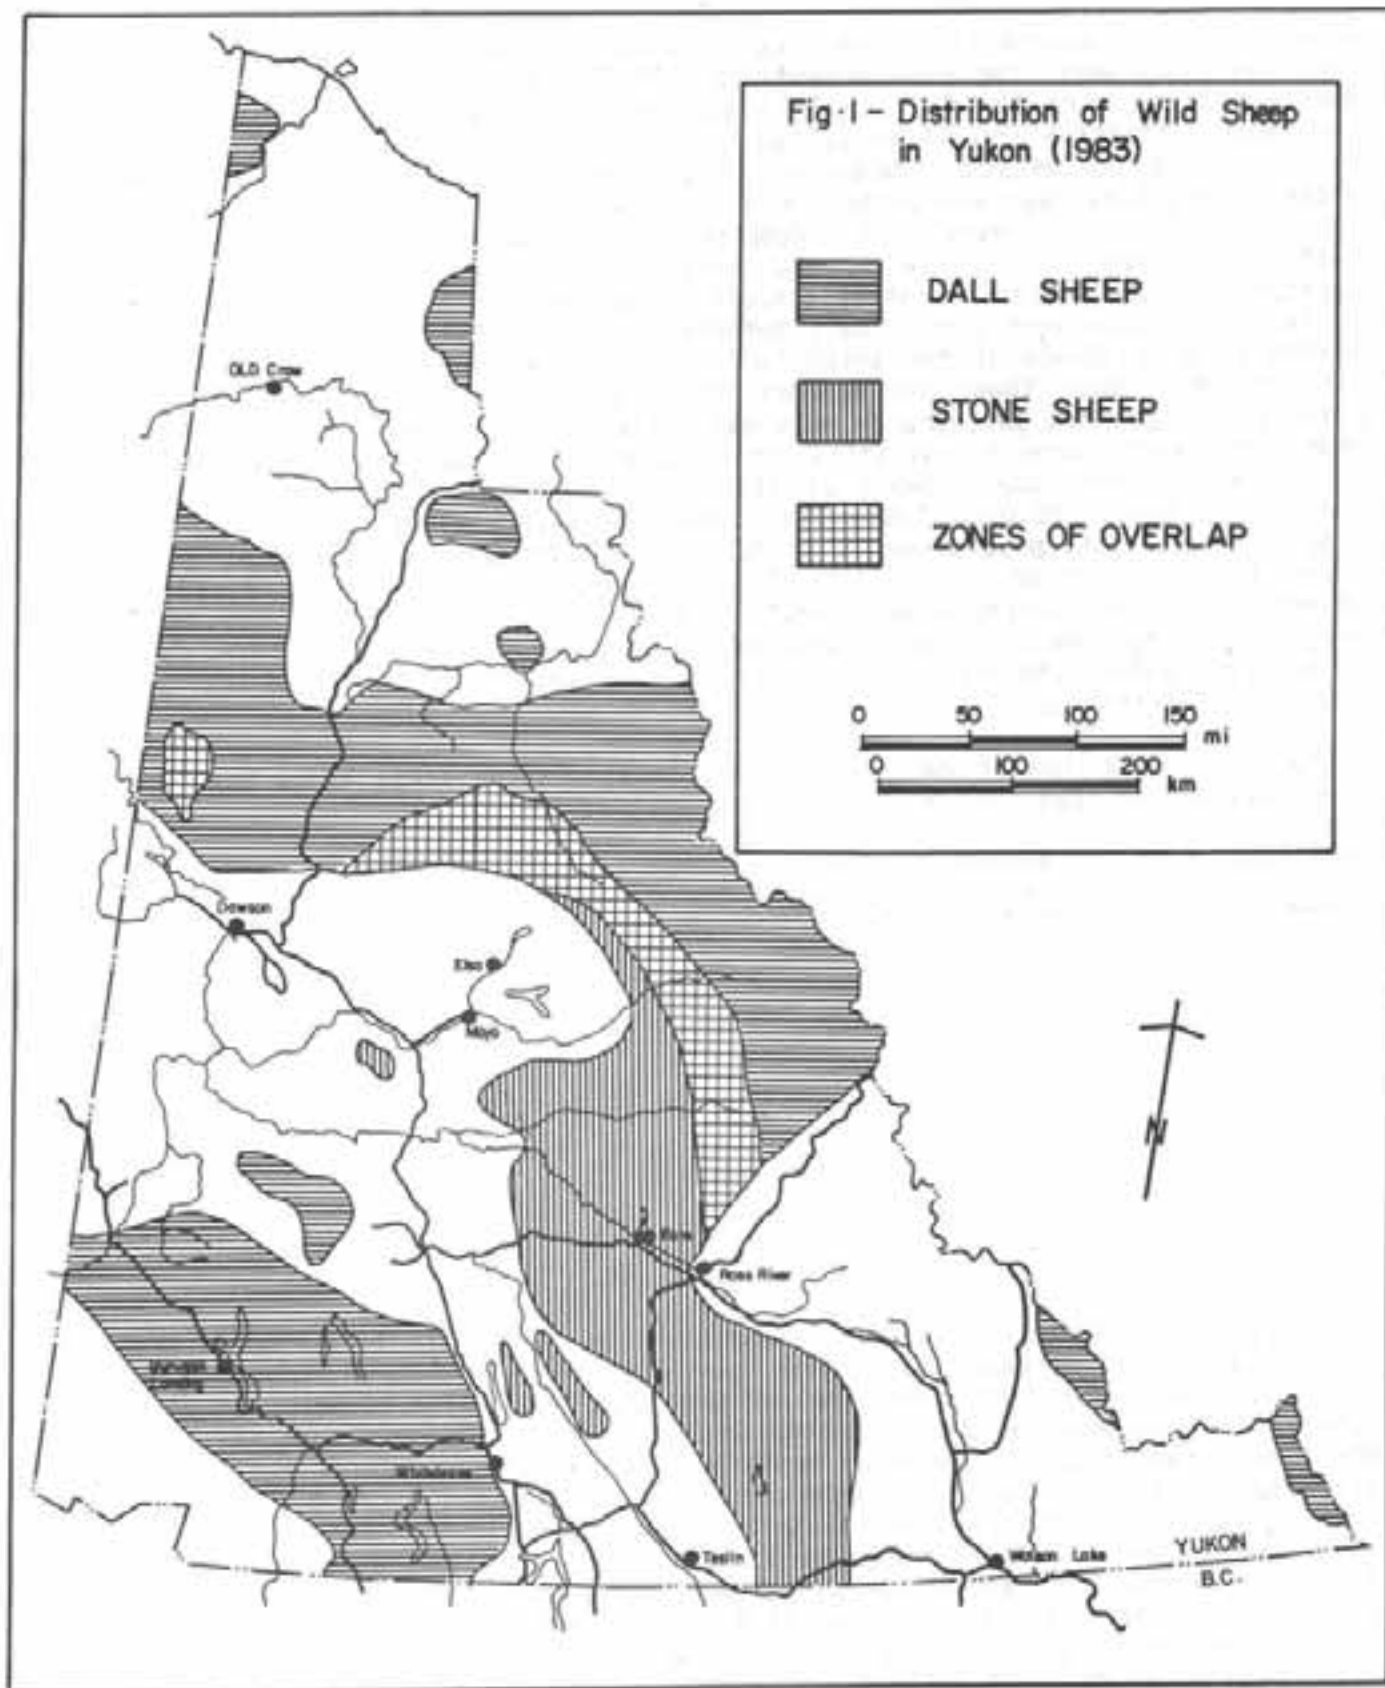 Fig·1 – Distribution of Wild Sheep
in Yukon (1983)
DALL SHEEP
STONE SHEEP
ZONES OF OVERLAP
0 50 100 150
mi
0 100 200
km
OLD Crow
Dawson
Elsa
Mayo
N
Faro
Ross River
Landing
Whitehorse
Teslin
Watson Lake
YUKON
B.C.